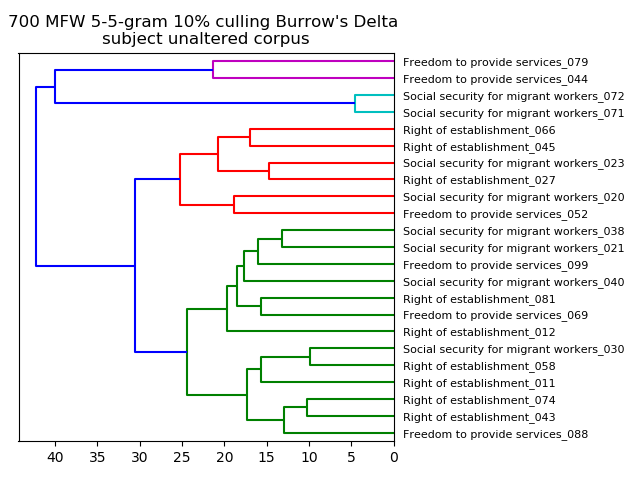 700 MFW 5-5-gram 10% culling Burrow's Delta
subject unaltered corpus
Freedom to provide services_079
Freedom to provide services_044
Social security for migrant workers_072
Social security for migrant workers_071
Right of establishment_066
Right of establishment_045
Social security for migrant workers_023
Right of establishment_027
Social security for migrant workers_020
Freedom to provide services_052
Social security for migrant workers_038
Social security for migrant workers_021
Freedom to provide services_099
Social security for migrant workers_040
Right of establishment_081
Freedom to provide services_069
Right of establishment_012
Social security for migrant workers_030
Right of establishment_058
Right of establishment_011
Right of establishment_074
Right of establishment_043
Freedom to provide services_088
40 35 30 25 20 15 10 5 0